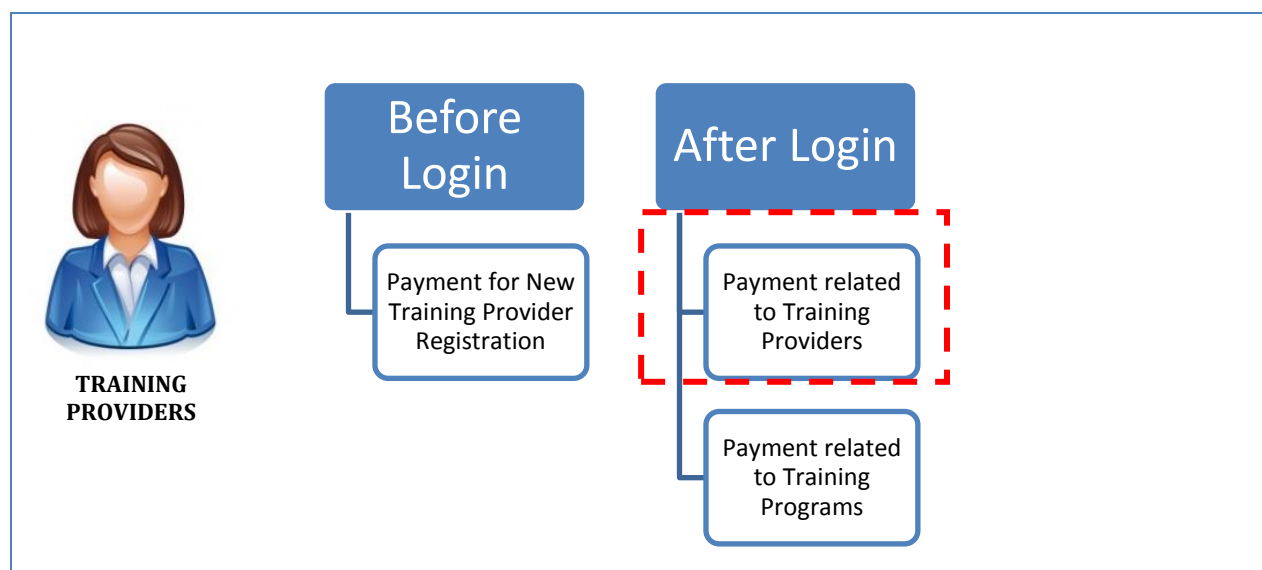 Before
Login
After Login
Payment for New
Training Provider
Registration
Payment related
to Training
Providers
TRAINING
PROVIDERS
Payment related
to Training
Programs